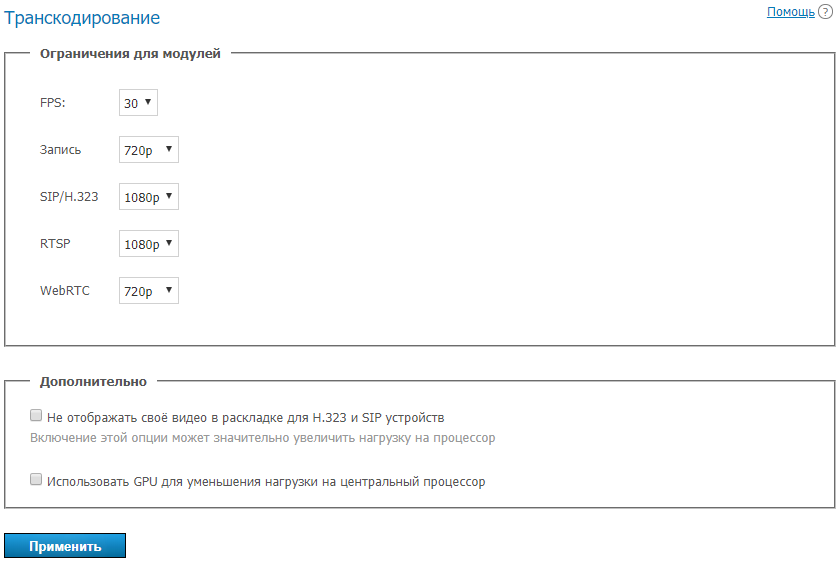 Транскодирование
Помощь ?
Ограничения для модулей
FPS: 30
Запись 720p
SIP/H.323 1080p
RTSP 1080p
WebRTC 720p
Дополнительно
Не отображать своё видео в раскладке для H.323 и SIP устройств
Включение этой опции может значительно увеличить нагрузку на процессор
Использовать GPU для уменьшения нагрузки на центральный процессор
Применить